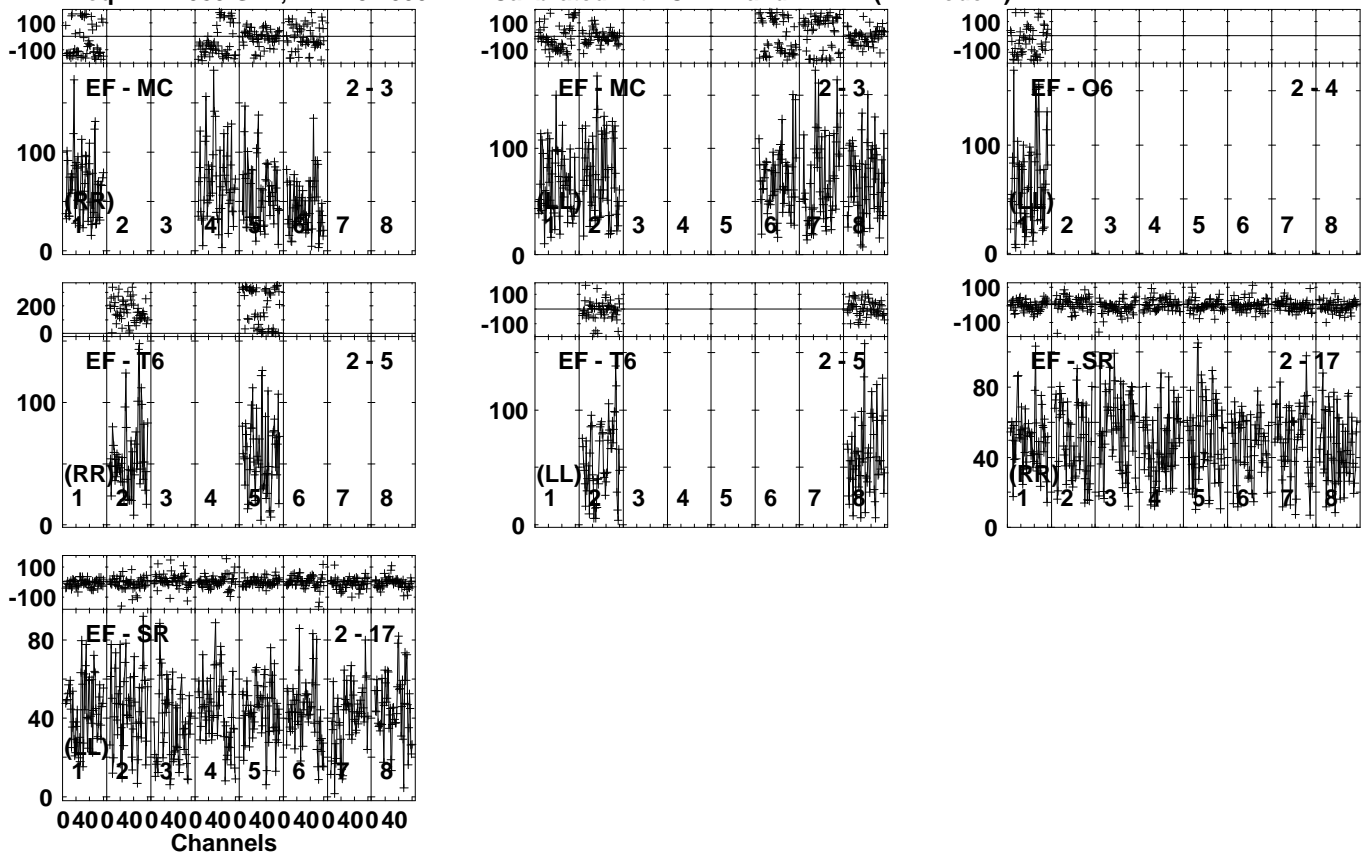 100
-100
EF - MC 2 - 3
100
(RR)
1 2 3 4 5 6 7 8
0
100
-100
EF - MC 2 - 3
100
(LL)
1 2 3 4 5 6 7 8
0
100
-100
EF - O6 2 - 4
100
(LL)
1 2 3 4 5 6 7 8
0
200
0
EF - T6 2 - 5
100
(RR)
1 2 3 4 5 6 7 8
0
100
-100
EF - T6 2 - 5
100
(LL)
1 2 3 4 5 6 7 8
0
100
-100
EF - SR 2 - 17
80
40
(RR)
1 2 3 4 5 6 7 8
0
100
-100
EF - SR 2 - 17
80
40
(LL)
1 2 3 4 5 6 7 8
0
0 40 0 40 0 40 0 40 0 40 0 40 0 40 0 40
Channels